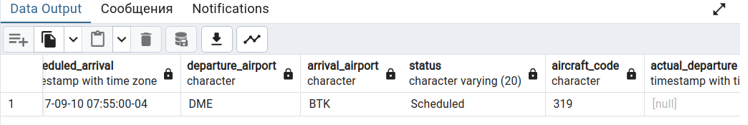 Data Output Сообщения Notifications
eduled_arrival departure_airport arrival_airport status aircraft_code actual_departure
estamp with time zone character character character varying (20) character timestamp with ti
1 7-09-10 07:55:00-04 DME BTK Scheduled 319 [null]